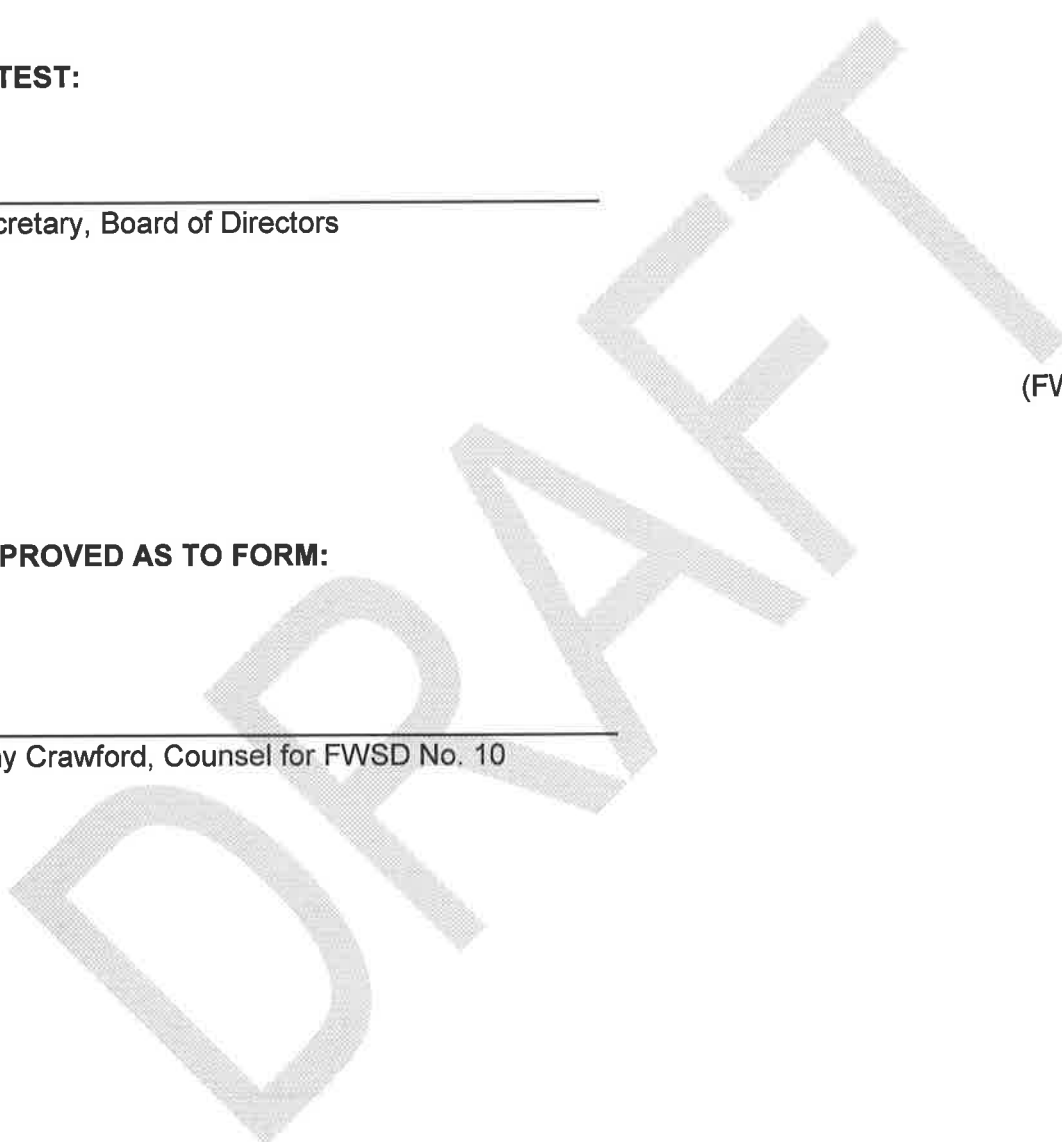 TEST:
cretary, Board of Directors
(FW
PROVED AS TO FORM:
y Crawford, Counsel for FWSD No. 10
DRAFT